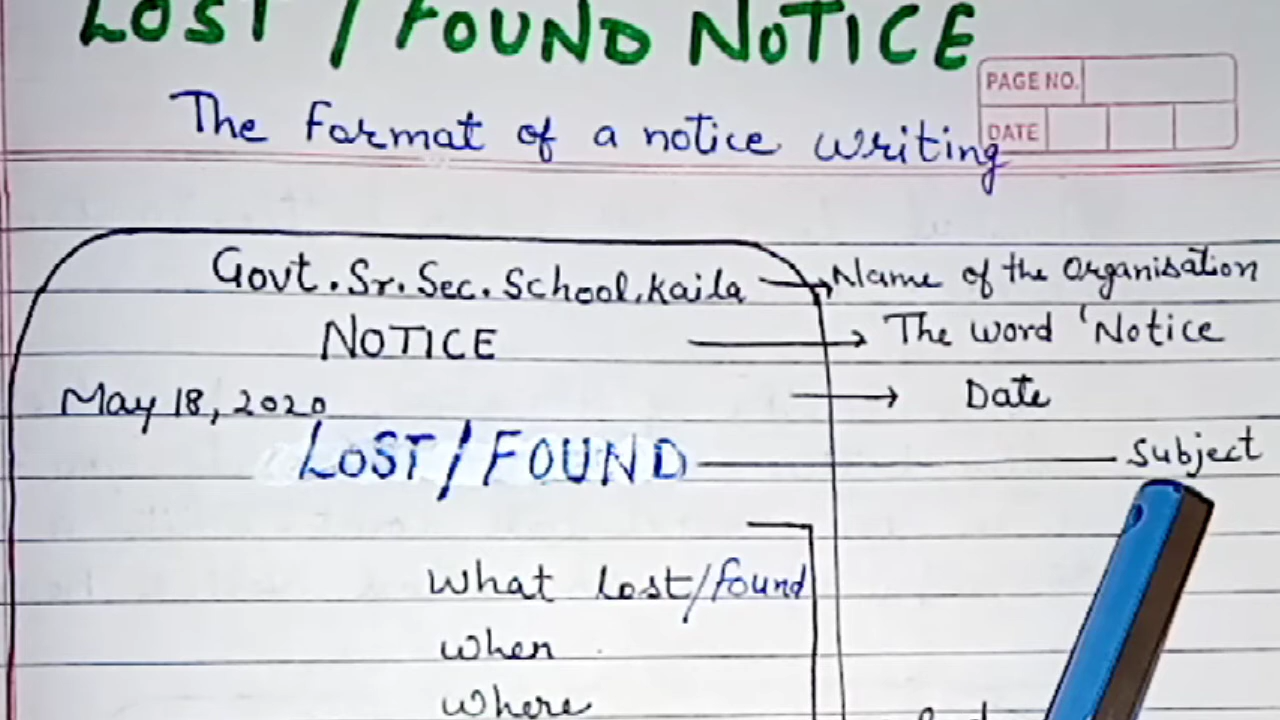 LOST / FOUND NOTICE
PAGE NO.
The Format of a notice writing
DATE
Govt. Sr. Sec. School, Kaila → Name of the Organisation
NOTICE → The word 'Notice
May 18, 2020 → Date
LOST / FOUND Subject
What Lost/found
when
where